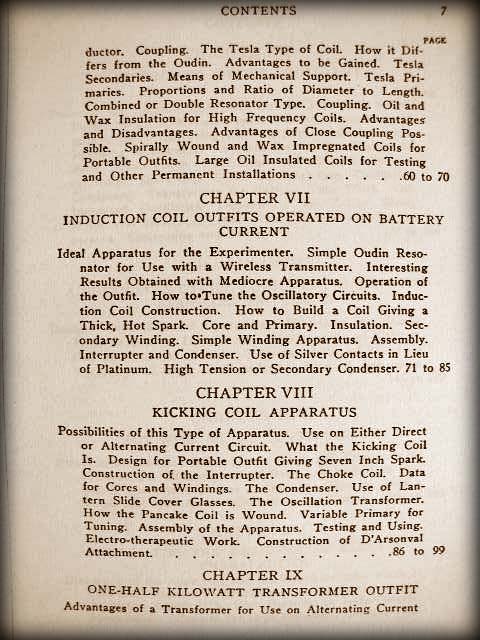 CONTENTS 7
PAGE
ductor. Coupling. The Tesla Type of Coil. How it Dif-
fers from the Oudin. Advantages to be Gained. Tesla
Secondaries. Means of Mechanical Support. Tesla Pri-
maries. Proportions and Ratio of Diameter to Length.
Combined or Double Resonator Type. Coupling. Oil and
Wax Insulation for High Frequency Coils. Advantages
and Disadvantages. Advantages of Close Coupling Pos-
sible. Spirally Wound and Wax Impregnated Coils for
Portable Outfits. Large Oil Insulated Coils for Testing
and Other Permanent Installations . . . . . .60 to 70
CHAPTER VII
INDUCTION COIL OUTFITS OPERATED ON BATTERY
CURRENT
Ideal Apparatus for the Experimenter. Simple Oudin Reso-
nator for Use with a Wireless Transmitter. Interesting
Results Obtained with Mediocre Apparatus. Operation of
the Outfit. How to Tune the Oscillatory Circuits. Induc-
tion Coil Construction. How to Build a Coil Giving a
Thick, Hot Spark. Core and Primary. Insulation. Sec-
ondary Winding. Simple Winding Apparatus. Assembly.
Interrupter and Condenser. Use of Silver Contacts in Lieu
of Platinum. High Tension or Secondary Condenser. 71 to 85
CHAPTER VIII
KICKING COIL APPARATUS
Possibilities of this Type of Apparatus. Use on Either Direct
or Alternating Current Circuit. What the Kicking Coil
Is. Design for Portable Outfit Giving Seven Inch Spark.
Construction of the Interrupter. The Choke Coil. Data
for Cores and Windings. The Condenser. Use of Lan-
tern Slide Cover Glasses. The Oscillation Transformer.
How the Pancake Coil is Wound. Variable Primary for
Tuning. Assembly of the Apparatus. Testing and Using.
Electro-therapeutic Work. Construction of D'Arsonval
Attachment. . . . . . . . . . . . .86 to 99
CHAPTER IX
ONE-HALF KILOWATT TRANSFORMER OUTFIT
Advantages of a Transformer for Use on Alternating Current